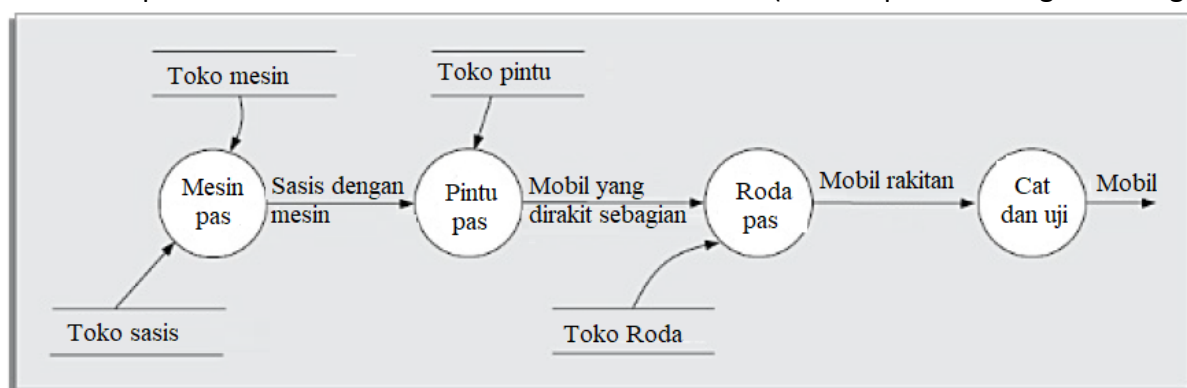 Toko mesin
Toko pintu
Mesin
pas
Sasis dengan
mesin
Pintu
pas
Mobil yang
dirakit sebagian
Roda
pas
Mobil rakitan
Cat
dan uji
Mobil
Toko sasis
Toko Roda